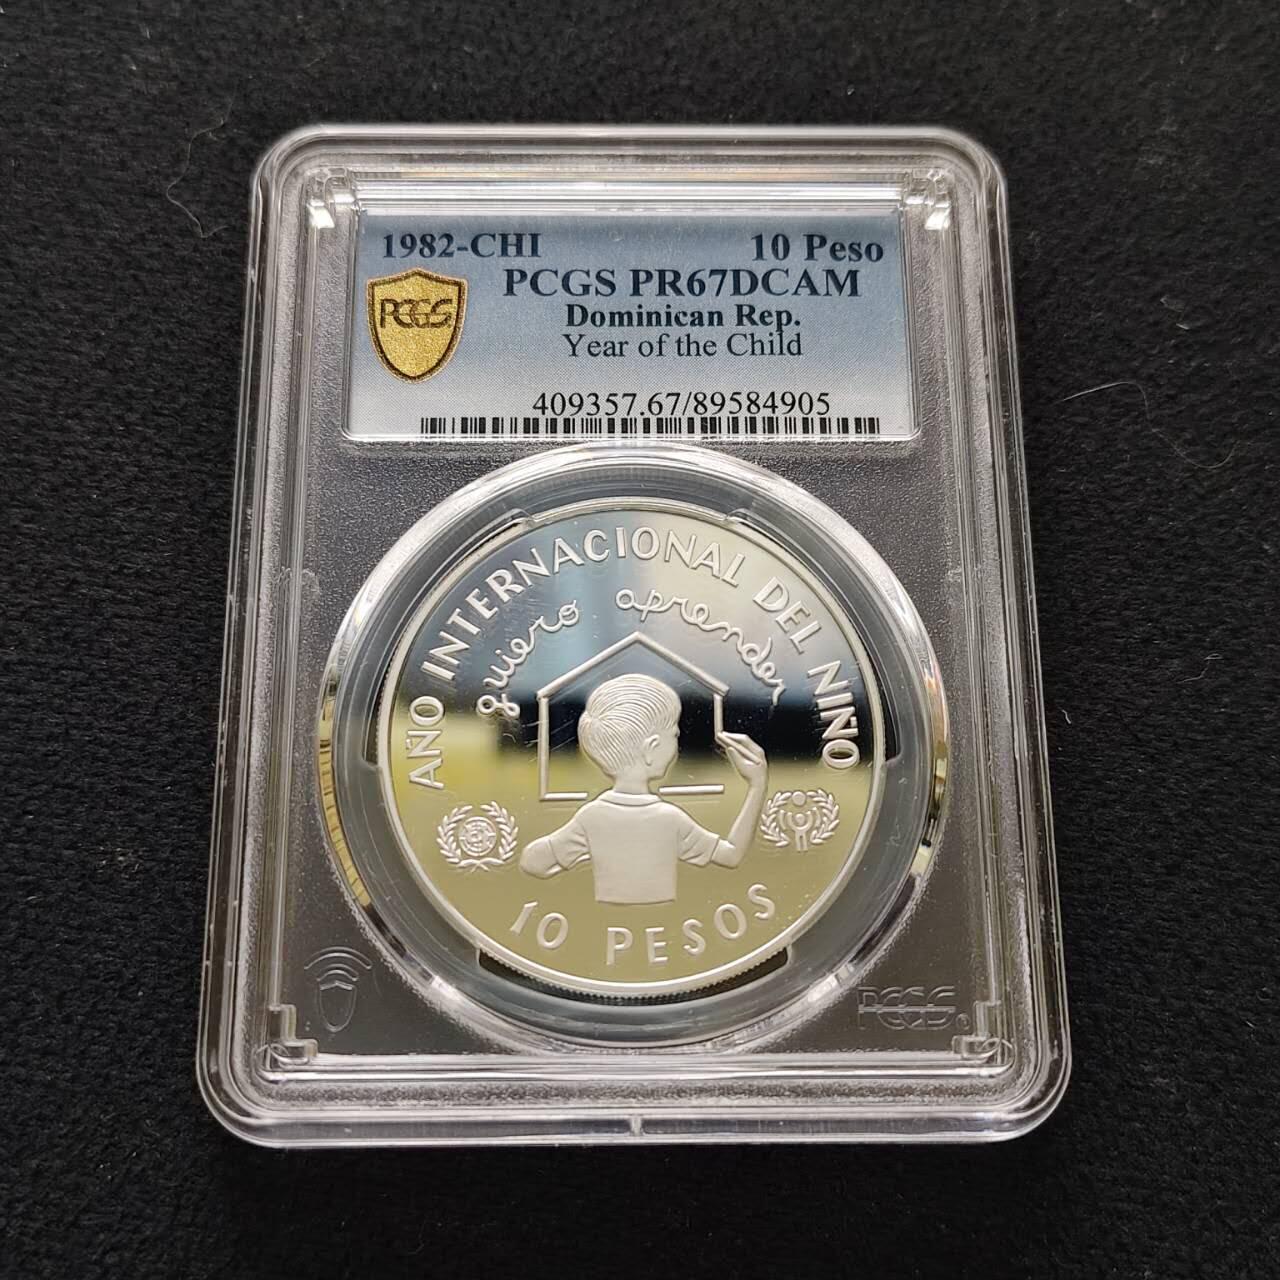 1982-CHI 10 Peso
PCGS PR67DCAM
Dominican Rep.
Year of the Child
PCGS
409357.67/89584905
AÑO INTERNACIONAL DEL NIÑO
quiero aprender
10 PESOS
PCGS